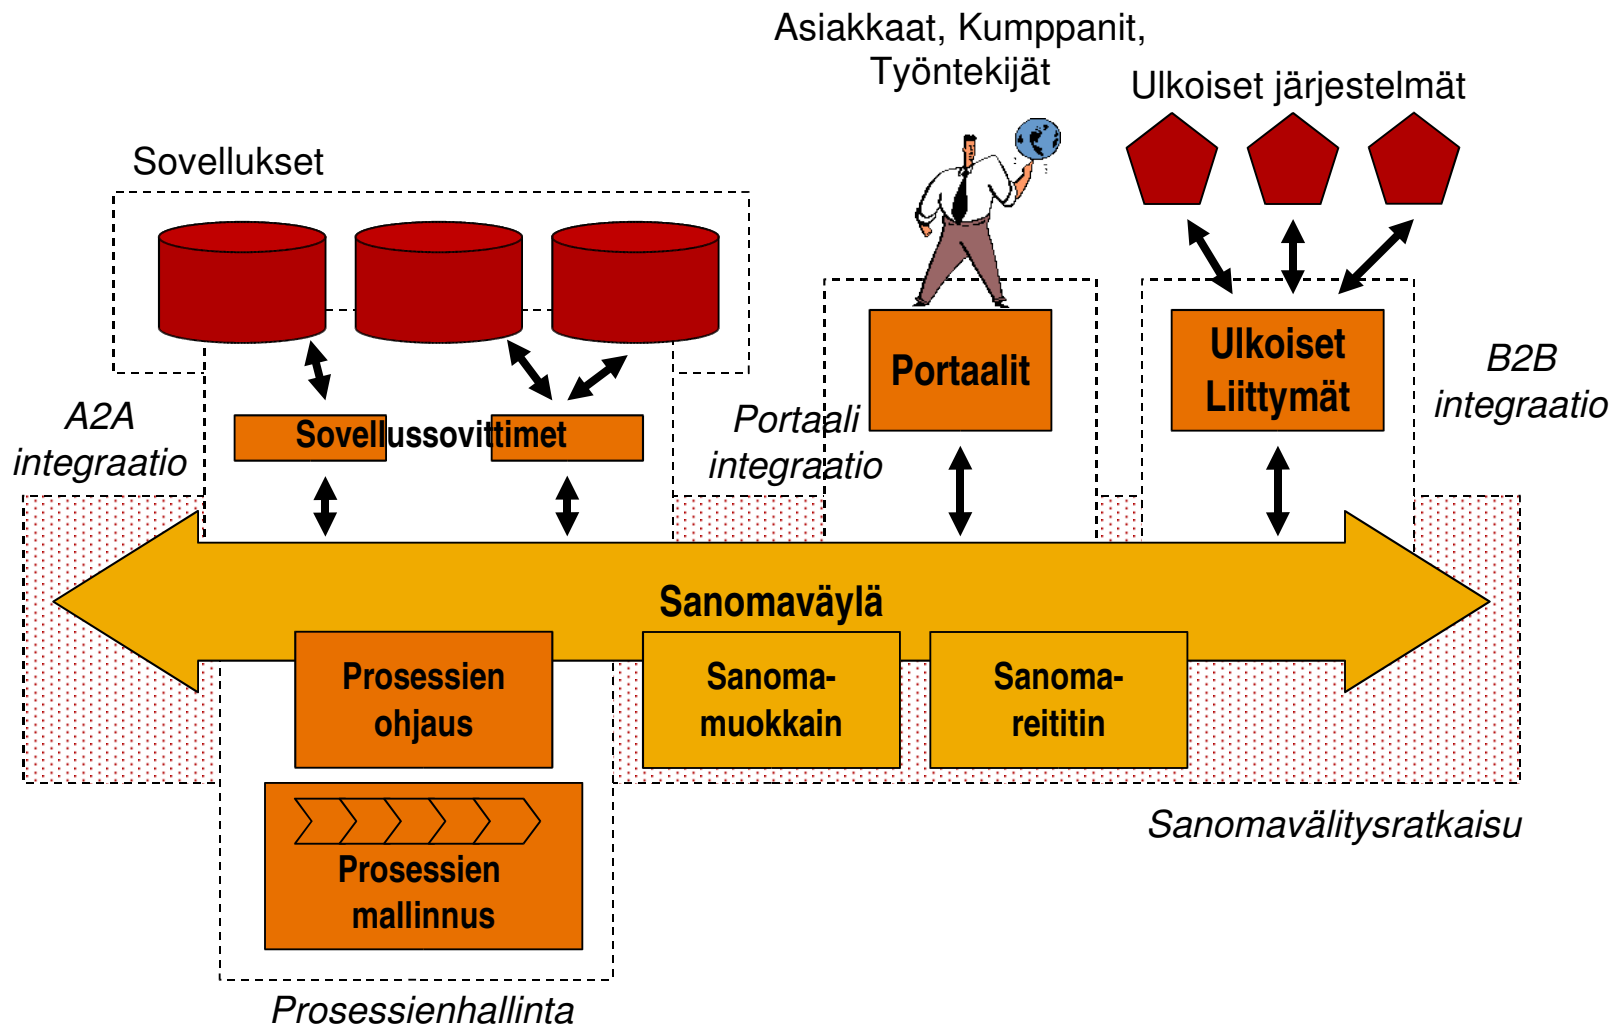 Asiakkaat, Kumppanit,
Työntekijät
Ulkoiset järjestelmät
Sovellukset
Portaalit
Ulkoiset
Liittymät
B2B
integraatio
A2A
integraatio
Sovellussovittimet
Portaali
integraatio
Sanomaväylä
Prosessien
ohjaus
Sanoma-
muokkain
Sanoma-
reititin
Sanomavälitysratkaisu
Prosessien
mallinnus
Prosessienhallinta